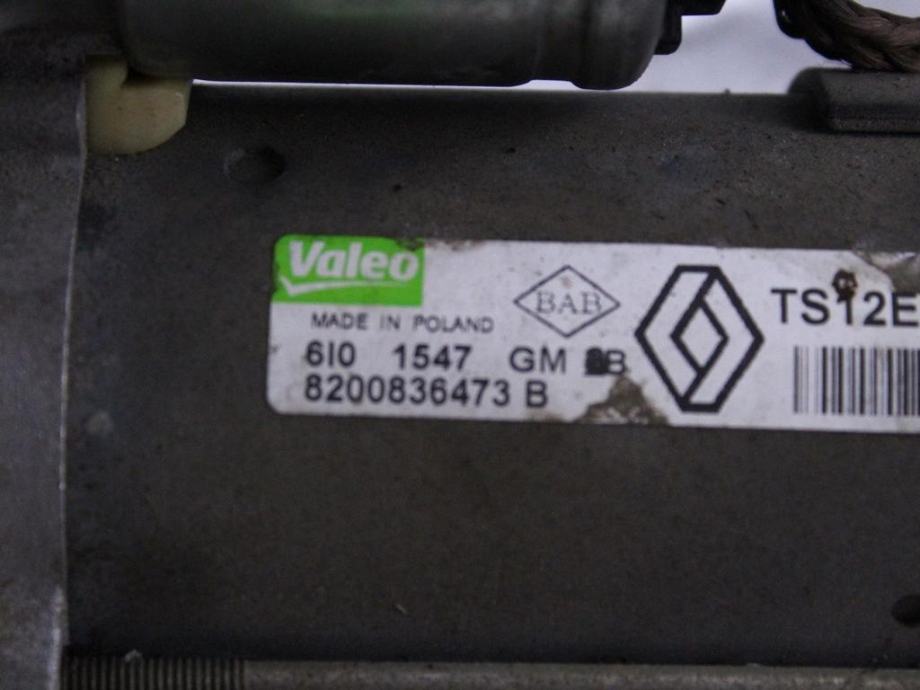 Valeo
MADE IN POLAND
BAB
TS12E
6I0 1547 GM
8200836473 B